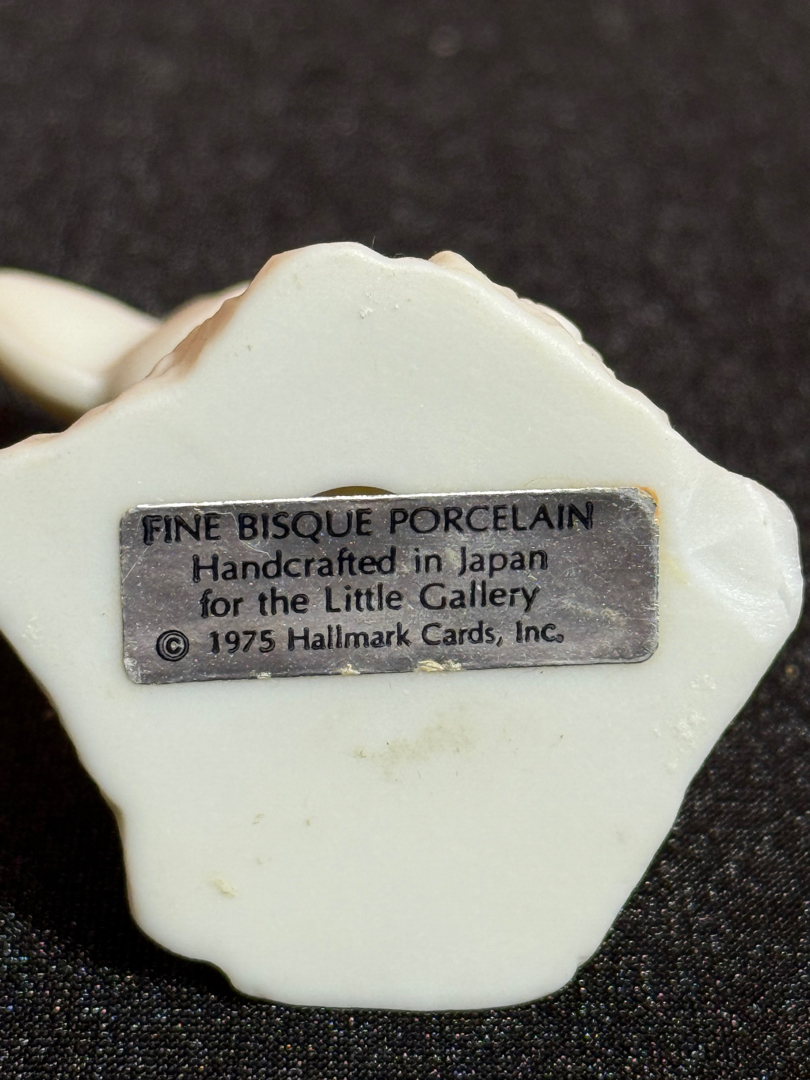 FINE BISQUE PORCELAIN
Handcrafted in Japan
for the Little Gallery
© 1975 Hallmark Cards, Inc.